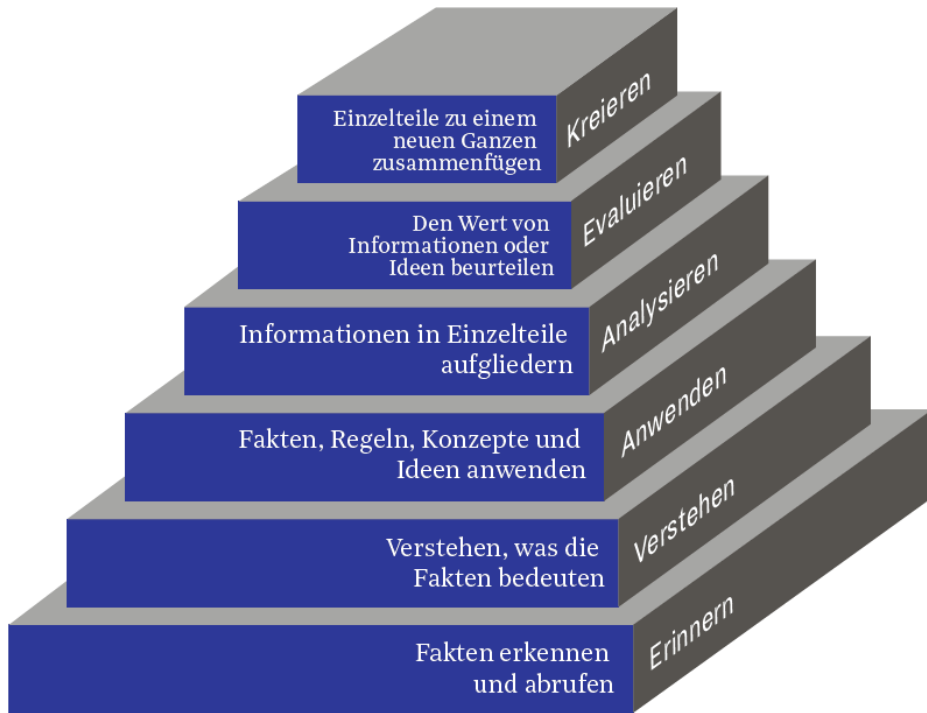 Einzelteile zu einem
neuen Ganzen
zusammenfügen
Kreieren
Den Wert von
Informationen oder
Ideen beurteilen
Evaluieren
Informationen in Einzelteile
aufgliedern
Analysieren
Fakten, Regeln, Konzepte und
Ideen anwenden
Anwenden
Verstehen, was die
Fakten bedeuten
Verstehen
Fakten erkennen
und abrufen
Erinnern